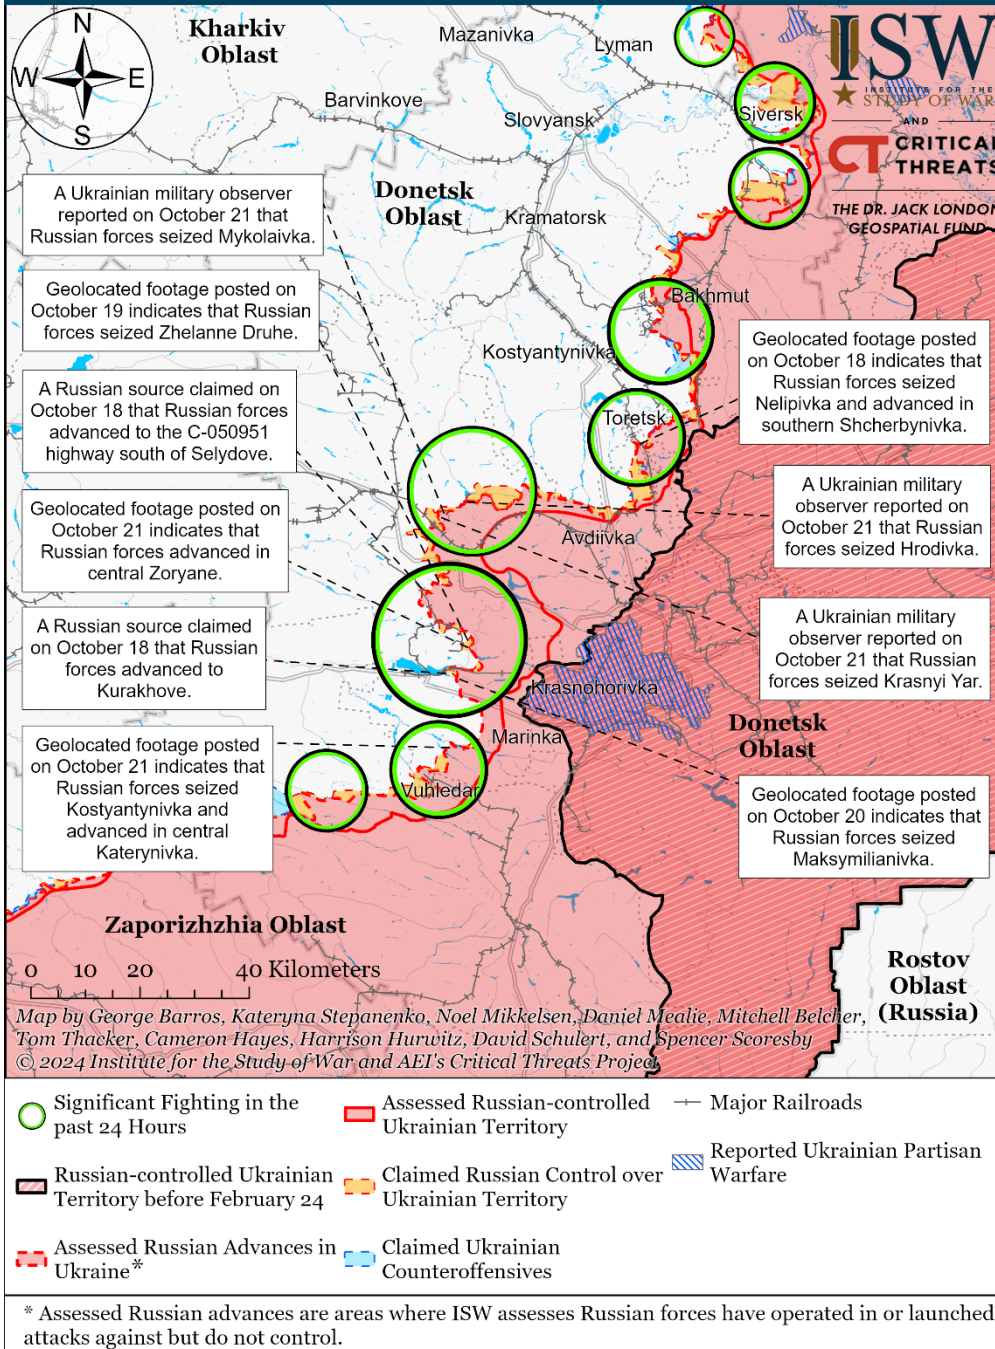 N
W
E
S
Kharkiv
Oblast
Mazanivka
Lyman
ISW
INSTITUTE FOR THE
STUDY OF WAR
AND
CRITICAL
THREATS
THE DR. JACK LONDON
GEOSPATIAL FUND
Barvinkove
Slovyansk
Siversk
Donetsk
Oblast
Kramatorsk
A Ukrainian military observer
reported on October 21 that
Russian forces seized Mykolaivka.
Geolocated footage posted on
October 19 indicates that Russian
forces seized Zhelanne Druhe.
A Russian source claimed on
October 18 that Russian forces
advanced to the C-050951
highway south of Selydove.
Geolocated footage posted on
October 21 indicates that
Russian forces advanced in
central Zoryane.
A Russian source claimed
on October 18 that Russian
forces advanced to
Kurakhove.
Geolocated footage posted
on October 21 indicates that
Russian forces seized
Kostyantynivka and
advanced in central
Katerynivka.
Bakhmut
Kostyantynivka
Toretsk
Avdiivka
Krasnohorivka
Marinka
Vuhledar
Geolocated footage posted
on October 18 indicates that
Russian forces seized
Nelipivka and advanced in
southern Shcherbynivka.
A Ukrainian military
observer reported on
October 21 that Russian
forces seized Hrodivka.
A Ukrainian military
observer reported on
October 21 that Russian
forces seized Krasnyi Yar.
Donetsk
Oblast
Geolocated footage posted
on October 20 indicates that
Russian forces seized
Maksymilianivka.
Zaporizhzhia Oblast
Rostov
Oblast
(Russia)
0 10 20 40 Kilometers
Map by George Barros, Kateryna Stepanenko, Noel Mikkelsen, Daniel Mealie, Mitchell Belcher,
Tom Thacker, Cameron Hayes, Harrison Hurwitz, David Schulert, and Spencer Scoresby
© 2024 Institute for the Study of War and AEI's Critical Threats Project
Significant Fighting in the
past 24 Hours
Russian-controlled Ukrainian
Territory before February 24
Assessed Russian Advances in
Ukraine*
Assessed Russian-controlled
Ukrainian Territory
Claimed Russian Control over
Ukrainian Territory
Claimed Ukrainian
Counteroffensives
Major Railroads
Reported Ukrainian Partisan
Warfare
* Assessed Russian advances are areas where ISW assesses Russian forces have operated in or launched
attacks against but do not control.